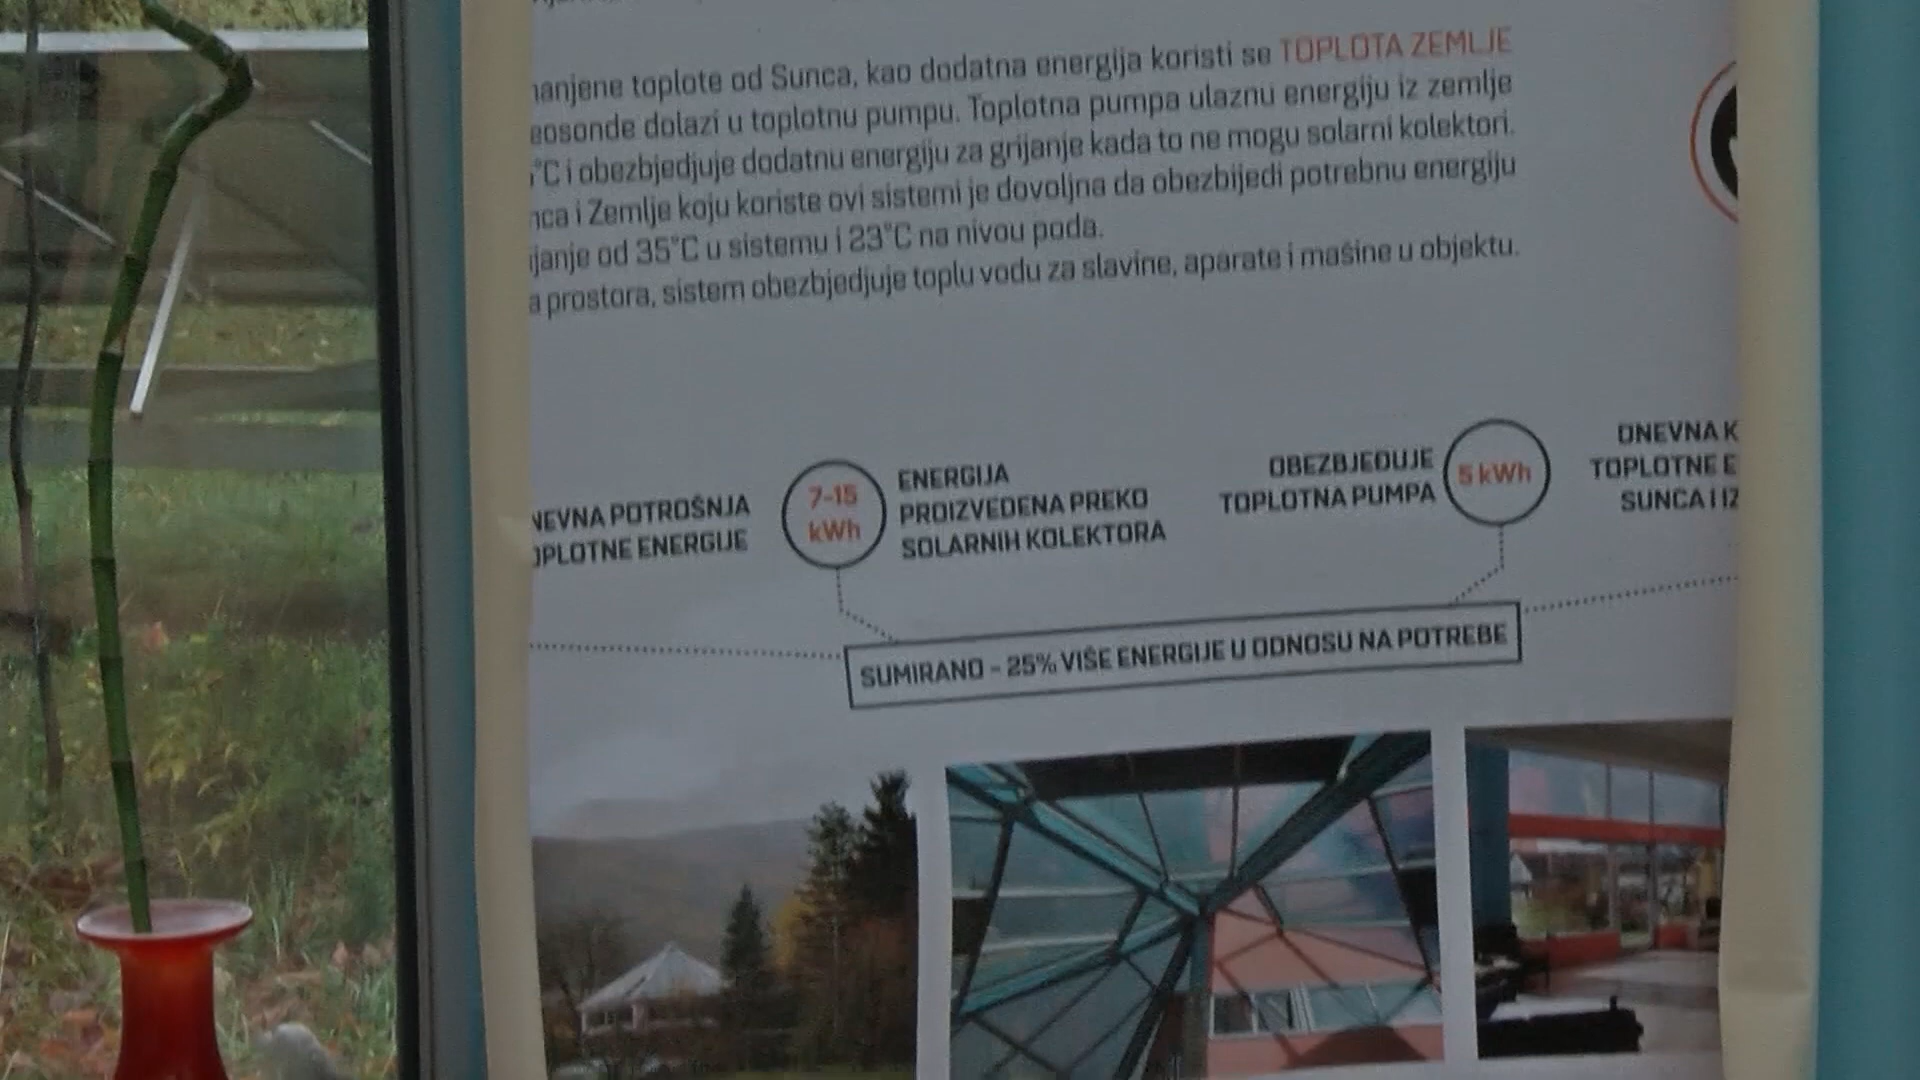 manjene toplote od Sunca, kao dodatna energija koristi se TOPLOTA ZEMLJE
eosonde dolazi u toplotnu pumpu. Toplotna pumpa ulaznu energiju iz zemlje
°C i obezbjedjuje dodatnu energiju za grijanje kada to ne mogu solarni kolektori.
nca i Zemlje koju koriste ovi sistemi je dovoljna da obezbijedi potrebnu energiju
ijanje od 35°C u sistemu i 23°C na nivou poda.
a prostora, sistem obezbjedjuje toplu vodu za slavine, aparate i mašine u objektu.
NEVNA POTROŠNJA
OPLOTNE ENERGIJE
7-15
kWh
ENERGIJA
PROIZVEDENA PREKO
SOLARNIH KOLEKTORA
OBEZBJEĐUJE
TOPLOTNA PUMPA
5 kWh
DNEVNA K
TOPLOTNE E
SUNCA I IZ
SUMIRANO - 25% VIŠE ENERGIJE U ODNOSU NA POTREBE